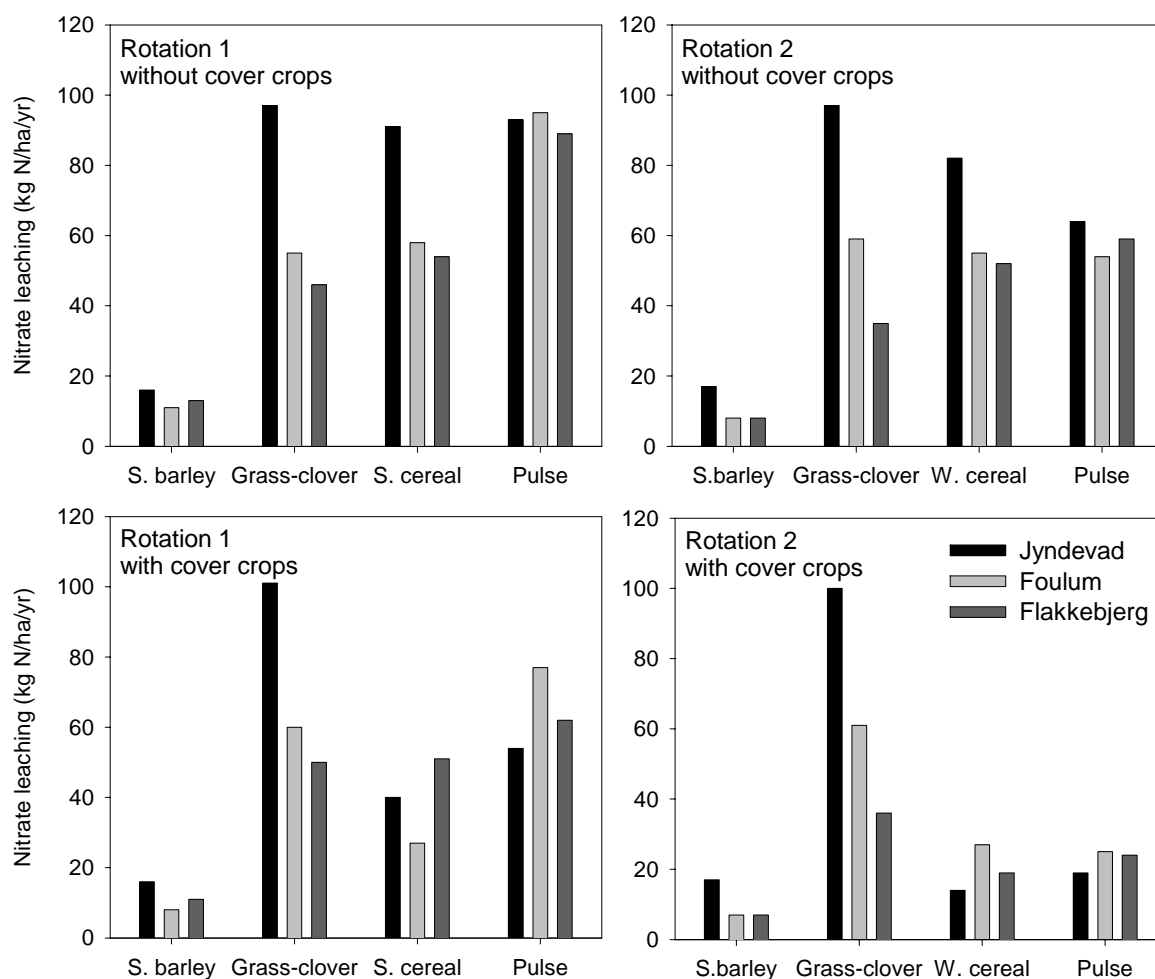 Rotation 1
without cover crops
Nitrate leaching (kg N/ha/yr)
120
100
80
60
40
20
0
S. barley Grass-clover S. cereal Pulse
Rotation 2
without cover crops
120
100
80
60
40
20
0
S.barley Grass-clover W. cereal Pulse
Rotation 1
with cover crops
Nitrate leaching (kg N/ha/yr)
120
100
80
60
40
20
0
S. barley Grass-clover S. cereal Pulse
Rotation 2
with cover crops
Jyndevad
Foulum
Flakkebjerg
120
100
80
60
40
20
0
S.barley Grass-clover W. cereal Pulse